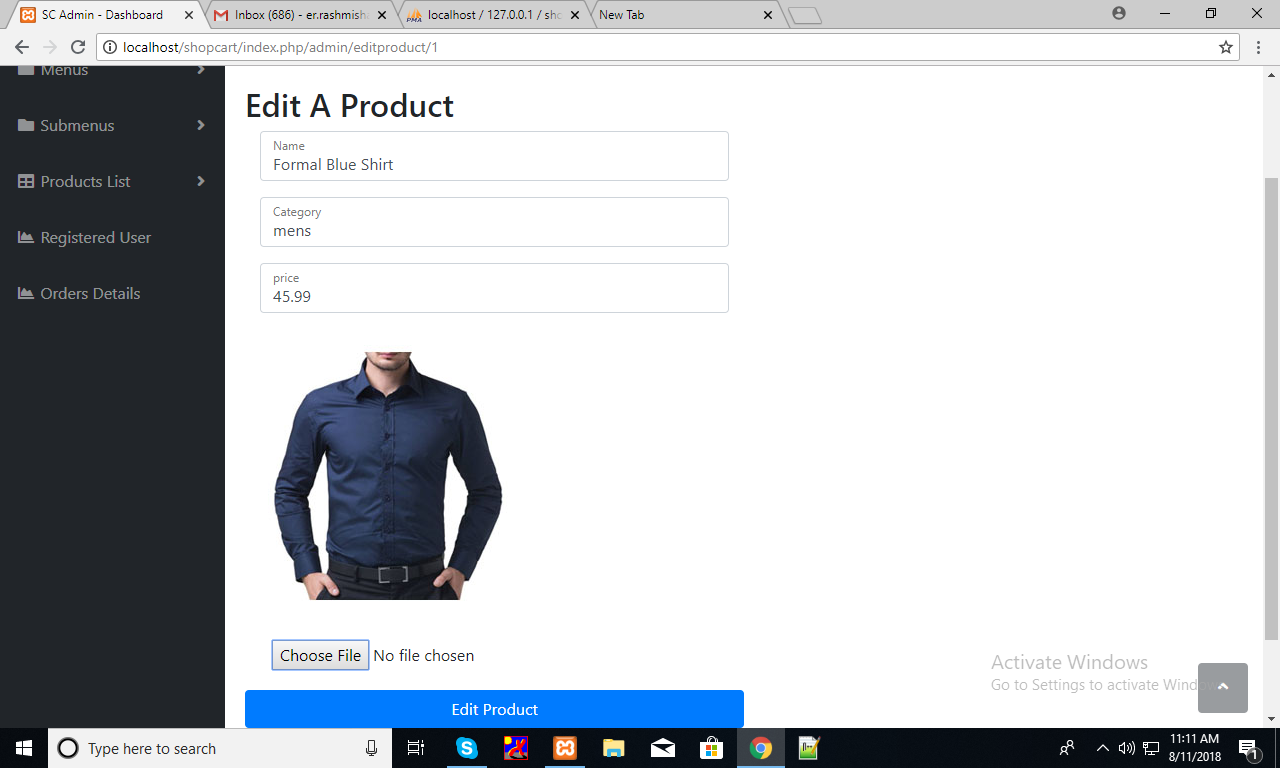 SC Admin - Dashboard
Inbox (686) - er.rashmisha
localhost / 127.0.0.1 / sho
New Tab
localhost/shopcart/index.php/admin/editproduct/1
Menus
Submenus
Products List
Registered User
Orders Details
Edit A Product
Name
Formal Blue Shirt
Category
mens
price
45.99
Choose File No file chosen
Edit Product
Activate Windows
Go to Settings to activate Windows.
Type here to search
11:11 AM
8/11/2018
1